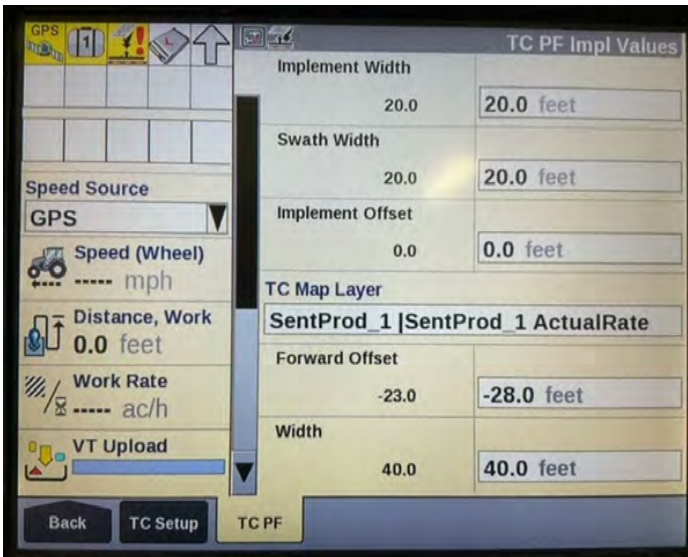 GPS
1
L
TC PF Impl Values
Implement Width
20.0
20.0 feet
Swath Width
20.0
20.0 feet
Speed Source
GPS
Implement Offset
0.0
0.0 feet
Speed (Wheel)
----- mph
TC Map Layer
SentProd_1 |SentProd_1 ActualRate
Distance, Work
0.0 feet
Forward Offset
-23.0
-28.0 feet
Work Rate
----- ac/h
Width
40.0
40.0 feet
VT Upload
Back
TC Setup
TC PF